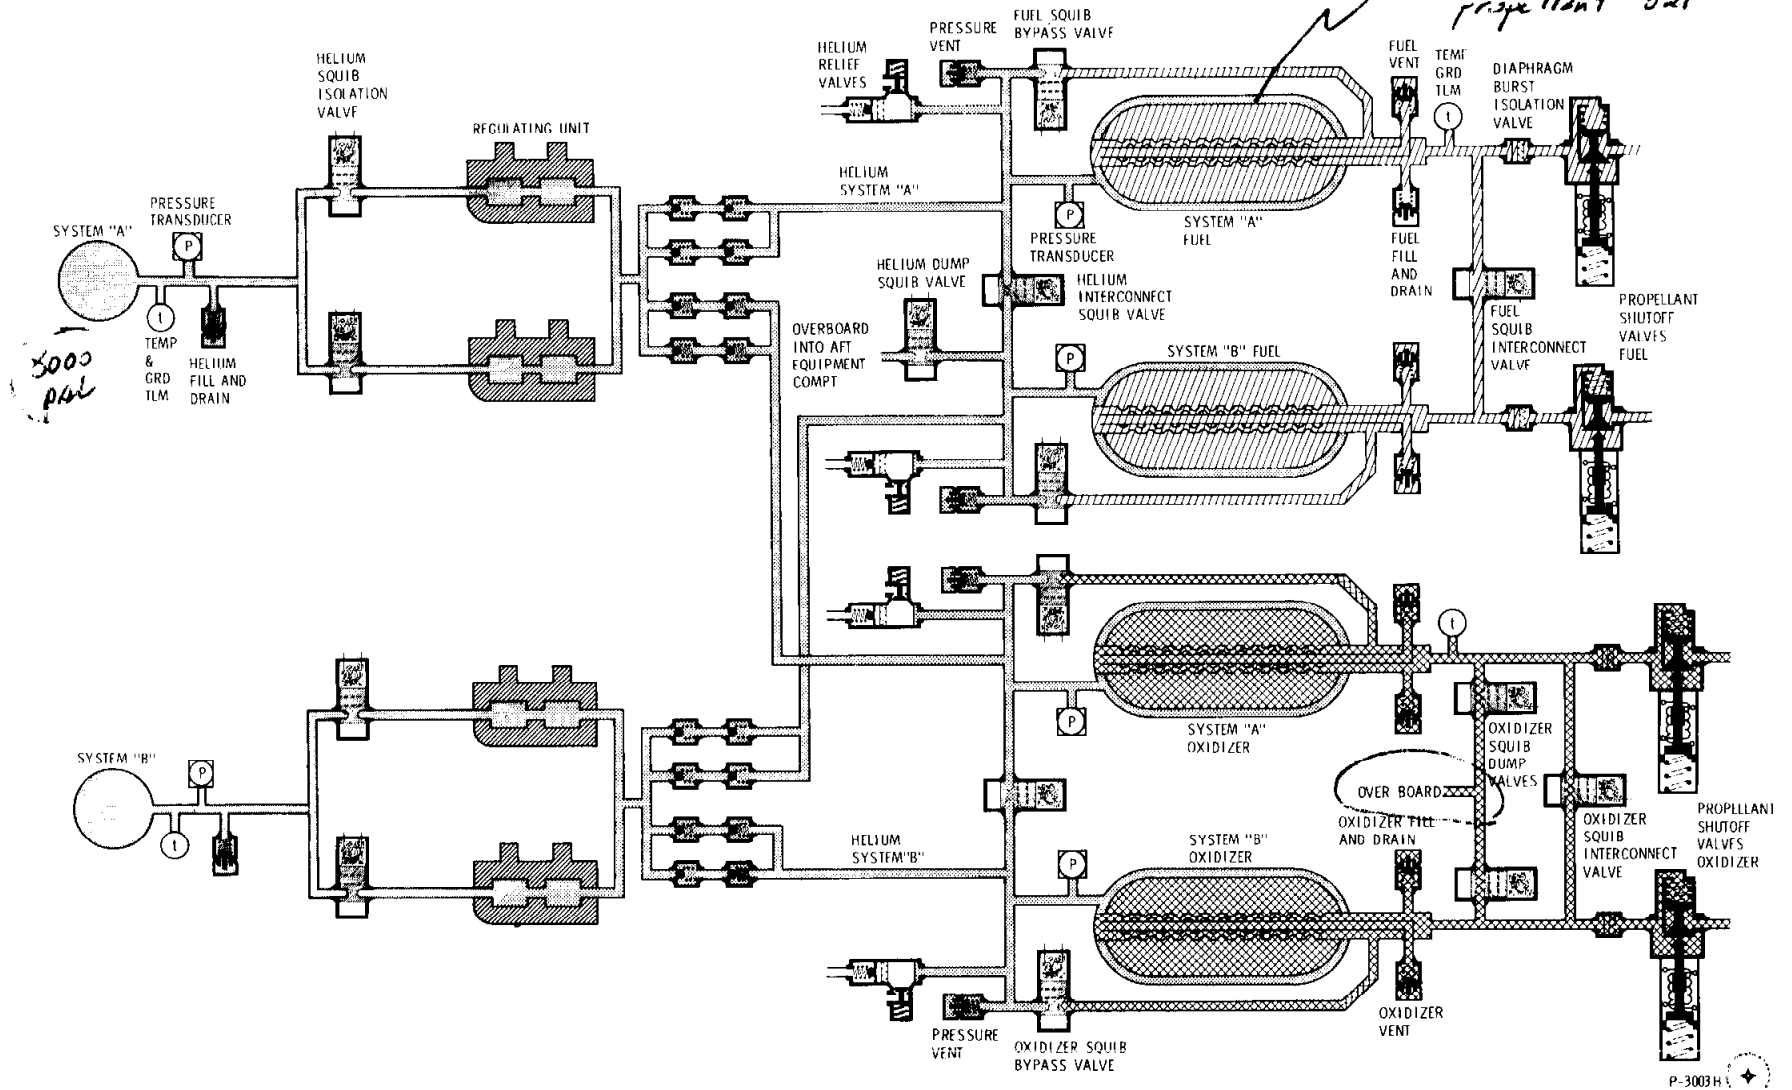 propellant out
FUEL SQUIB
BYPASS VALVE
PRESSURE
VENT
HELIUM
RELIEF
VALVES
FUEL
VENT
TEMP
GRD
TLM
DIAPHRAGM
BURST
ISOLATION
VALVE
HELIUM
SQUIB
ISOLATION
VALVE
REGULATING UNIT
HELIUM
SYSTEM "A"
PRESSURE
TRANSDUCER
P
SYSTEM "A"
t
TEMP
&
GRD
TLM
HELIUM
FILL AND
DRAIN
5000
P
PRESSURE
TRANSDUCER
SYSTEM "A"
FUEL
t
FUEL
FILL
AND
DRAIN
HELIUM DUMP
SQUIB VALVE
HELIUM
INTERCONNECT
SQUIB VALVE
OVERBOARD
INTO AFT
EQUIPMENT
COMPT
P
SYSTEM "B" FUEL
FUEL
SQUIB
INTERCONNECT
VALVE
PROPELLANT
SHUTOFF
VALVES
FUEL
t
P
SYSTEM "A"
OXIDIZER
OXIDIZER
SQUIB
DUMP
VALVES
SYSTEM "B"
P
t
OVER BOARD
OXIDIZER FILL
AND DRAIN
OXIDIZER
SQUIB
INTERCONNECT
VALVE
PROPELLANT
SHUTOFF
VALVES
OXIDIZER
HELIUM
SYSTEM"B"
P
SYSTEM "B"
OXIDIZER
PRESSURE
VENT
OXIDIZER SQUIB
BYPASS VALVE
OXIDIZER
VENT
P-3003H